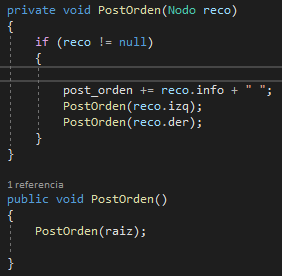 private void PostOrden(Nodo reco)
{
if (reco != null)
{
post_orden += reco.info + " ";
PostOrden(reco.izq);
PostOrden(reco.der);
}
}
1 referencia
public void PostOrden()
{
PostOrden(raiz);
}